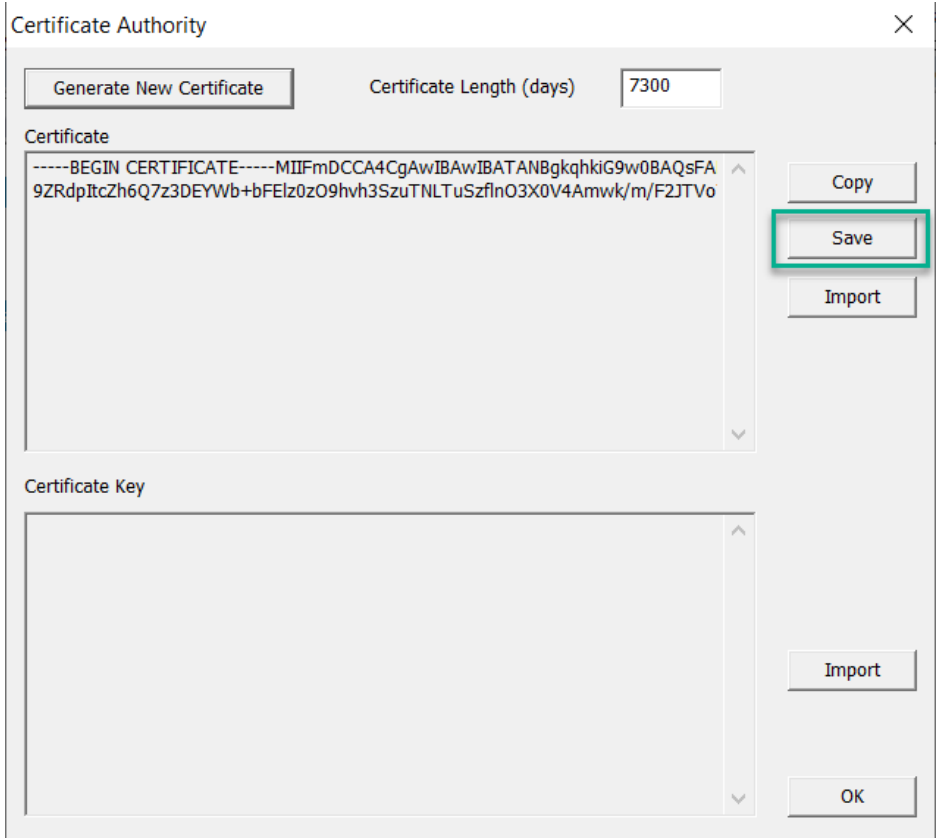 Certificate Authority
Generate New Certificate
Certificate Length (days)
7300
Certificate
-----BEGIN CERTIFICATE-----MIIFmDCCA4CgAwIBAwIBATANBgkqhkiG9w0BAQsFA
9ZRdpItcZh6Q7z3DEYWb+bFElz0zO9hvh3SzuTNLTuSzflnO3X0V4Amwk/m/F2JTVo
Copy
Save
Import
Certificate Key
Import
OK